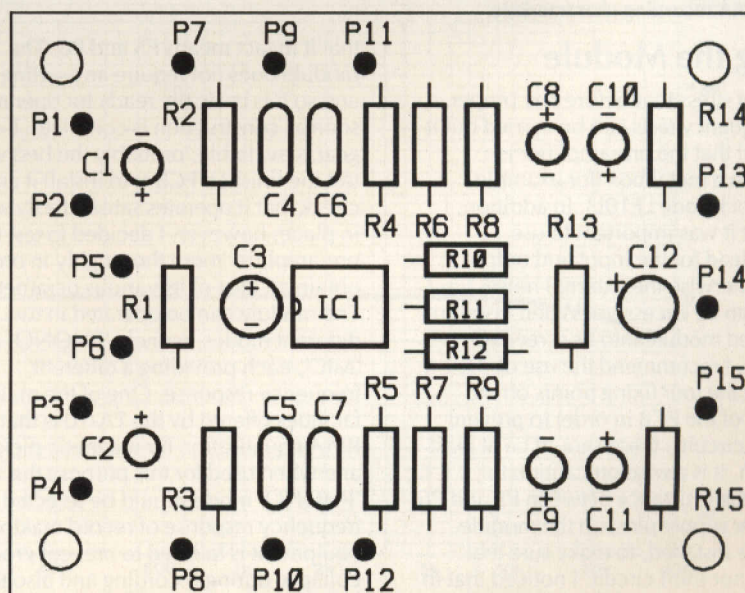 P7 P9 P11
R2 C8 C10 R14
P1
C1 + − − +
P2 C4 C6 P13
R4 R6 R8 R13
P5 C3 R10 C12
R1 + − IC1 R11 + P14
P6 R12
R5 R7 R9
P3 C5 C7 P15
C2 + −
P4 + +
R3 C9 C11 R15
P8 P10 P12